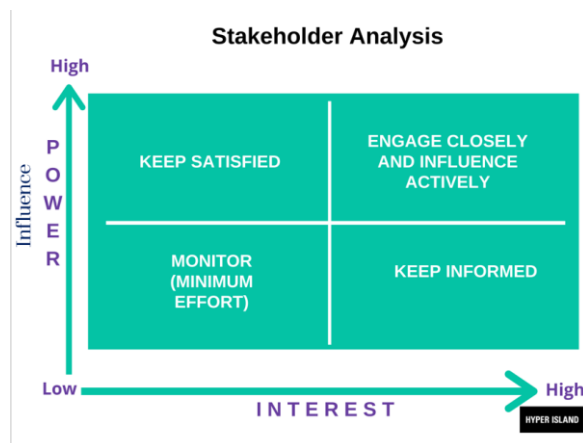 Stakeholder Analysis
High
Influence
POWER
KEEP SATISFIED
ENGAGE CLOSELY
AND INFLUENCE
ACTIVELY
MONITOR
(MINIMUM
EFFORT)
KEEP INFORMED
Low
INTEREST
High
HYPER ISLAND